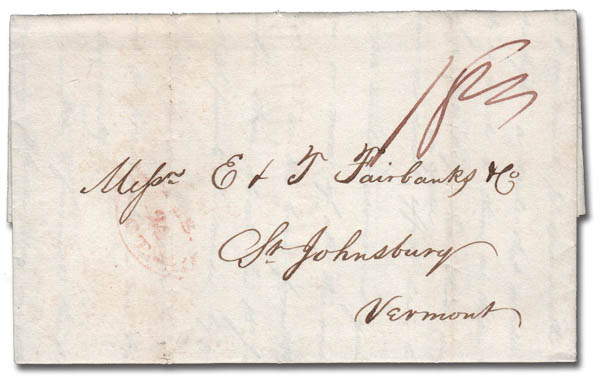 18¾
Messrs E & T Fairbanks & Co
St Johnsbury
Vermont